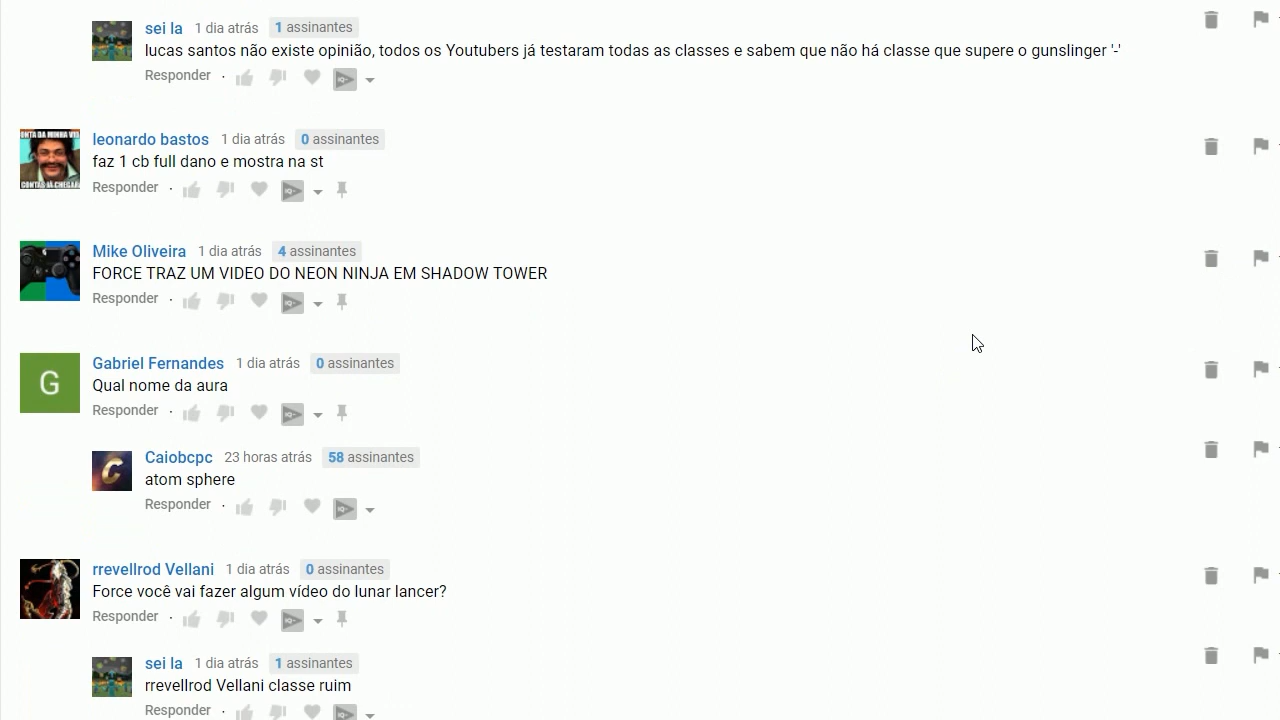 sei la 1 dia atrás 1 assinantes
lucas santos não existe opinião, todos os Youtubers já testaram todas as classes e sabem que não há classe que supere o gunslinger '-'
Responder ·
leonardo bastos 1 dia atrás 0 assinantes
faz 1 cb full dano e mostra na st
Responder ·
Mike Oliveira 1 dia atrás 4 assinantes
FORCE TRAZ UM VIDEO DO NEON NINJA EM SHADOW TOWER
Responder ·
G
Gabriel Fernandes 1 dia atrás 0 assinantes
Qual nome da aura
Responder ·
C
Caiobcpc 23 horas atrás 58 assinantes
atom sphere
Responder ·
rrevellrod Vellani 1 dia atrás 0 assinantes
Force você vai fazer algum vídeo do lunar lancer?
Responder ·
sei la 1 dia atrás 1 assinantes
rrevellrod Vellani classe ruim
Responder ·